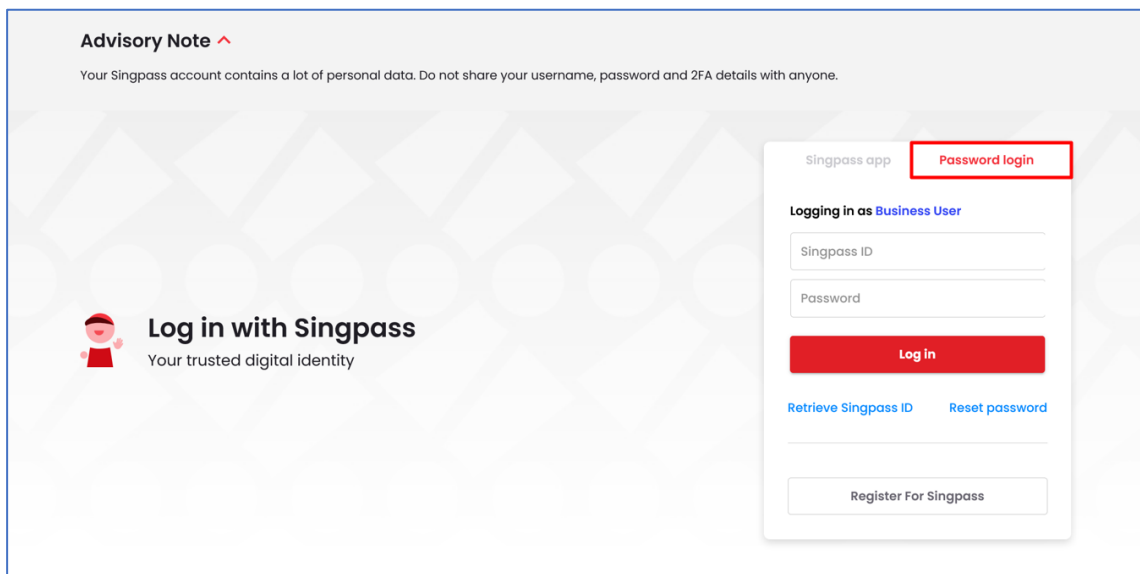 Advisory Note
Your Singpass account contains a lot of personal data. Do not share your username, password and 2FA details with anyone.
Singpass app
Password login
Logging in as Business User
Singpass ID
Password
Log in with Singpass
Your trusted digital identity
Log in
Retrieve Singpass ID
Reset password
Register For Singpass